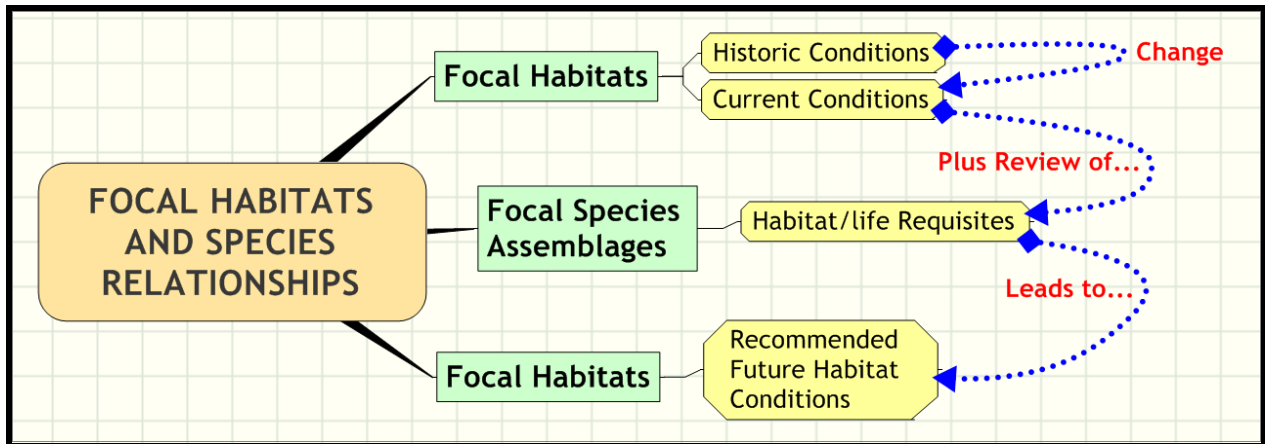 FOCAL HABITATS
AND SPECIES
RELATIONSHIPS
Focal Habitats
Historic Conditions
Change
Current Conditions
Plus Review of...
Focal Species
Assemblages
Habitat/life Requisites
Leads to...
Focal Habitats
Recommended
Future Habitat
Conditions